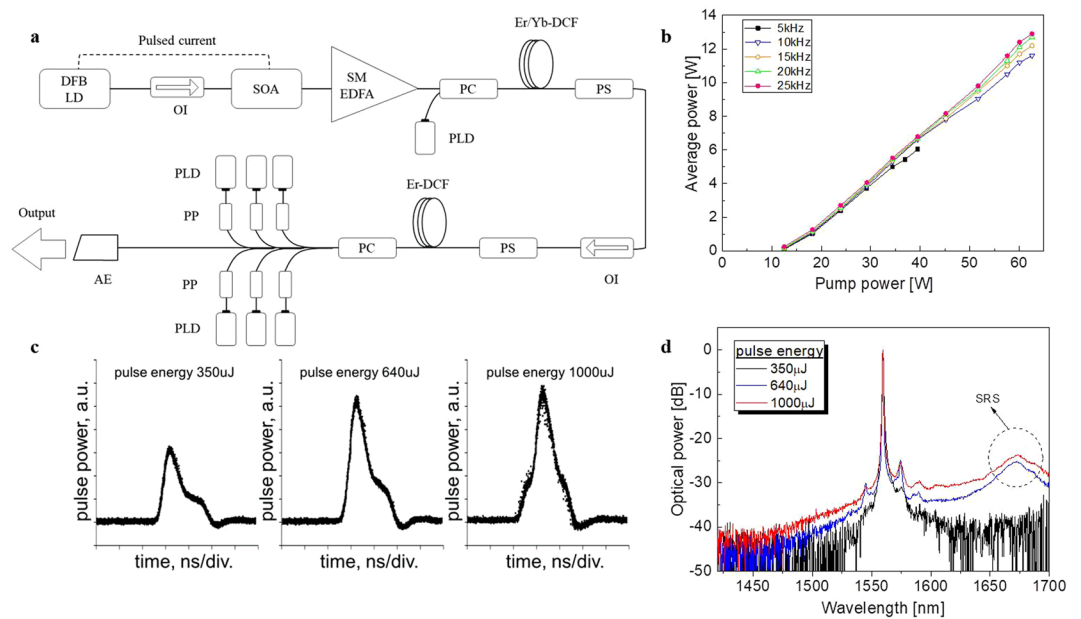 a
Pulsed current
DFB
LD
OI
SOA
SM
EDFA
PC
Er/Yb-DCF
PS
PLD
PLD
PP
Er-DCF
Output
AE
PC
PS
OI
PP
PLD
b
Average power [W]
14
12
10
8
6
4
2
0
5kHz
10kHz
15kHz
20kHz
25kHz
0 10 20 30 40 50 60
Pump power [W]
c
pulse energy 350uJ
pulse power, a.u.
time, ns/div.
pulse energy 640uJ
pulse power, a.u.
time, ns/div.
pulse energy 1000uJ
pulse power, a.u.
time, ns/div.
d
Optical power [dB]
0
-10
-20
-30
-40
-50
pulse energy
350μJ
640μJ
1000μJ
SRS
1450 1500 1550 1600 1650 1700
Wavelength [nm]